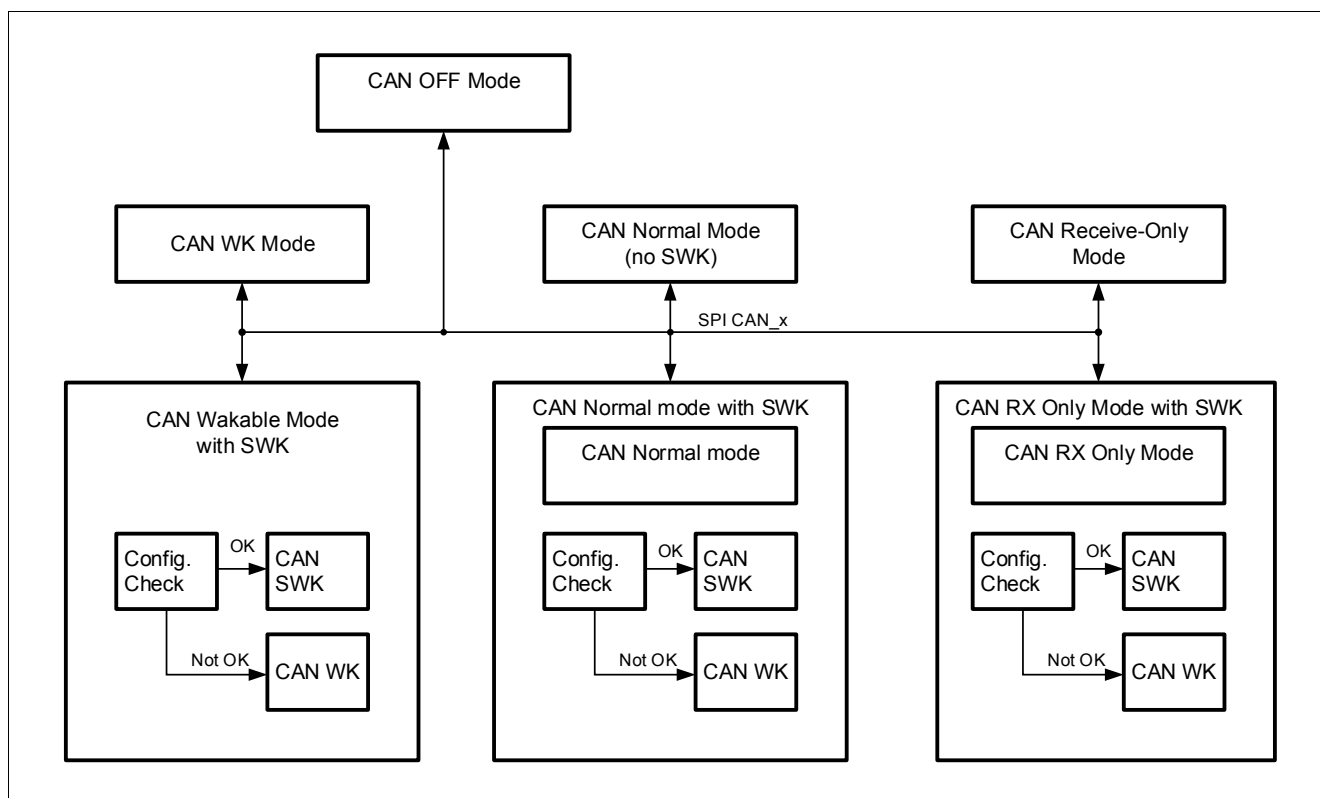 CAN OFF Mode
CAN WK Mode
CAN Normal Mode
(no SWK)
CAN Receive-Only
Mode
SPI CAN_x
CAN Wakable Mode
with SWK
Config.
Check
OK
CAN
SWK
Not OK
CAN WK
CAN Normal mode with SWK
CAN Normal mode
Config.
Check
OK
CAN
SWK
Not OK
CAN WK
CAN RX Only Mode with SWK
CAN RX Only Mode
Config.
Check
OK
CAN
SWK
Not OK
CAN WK